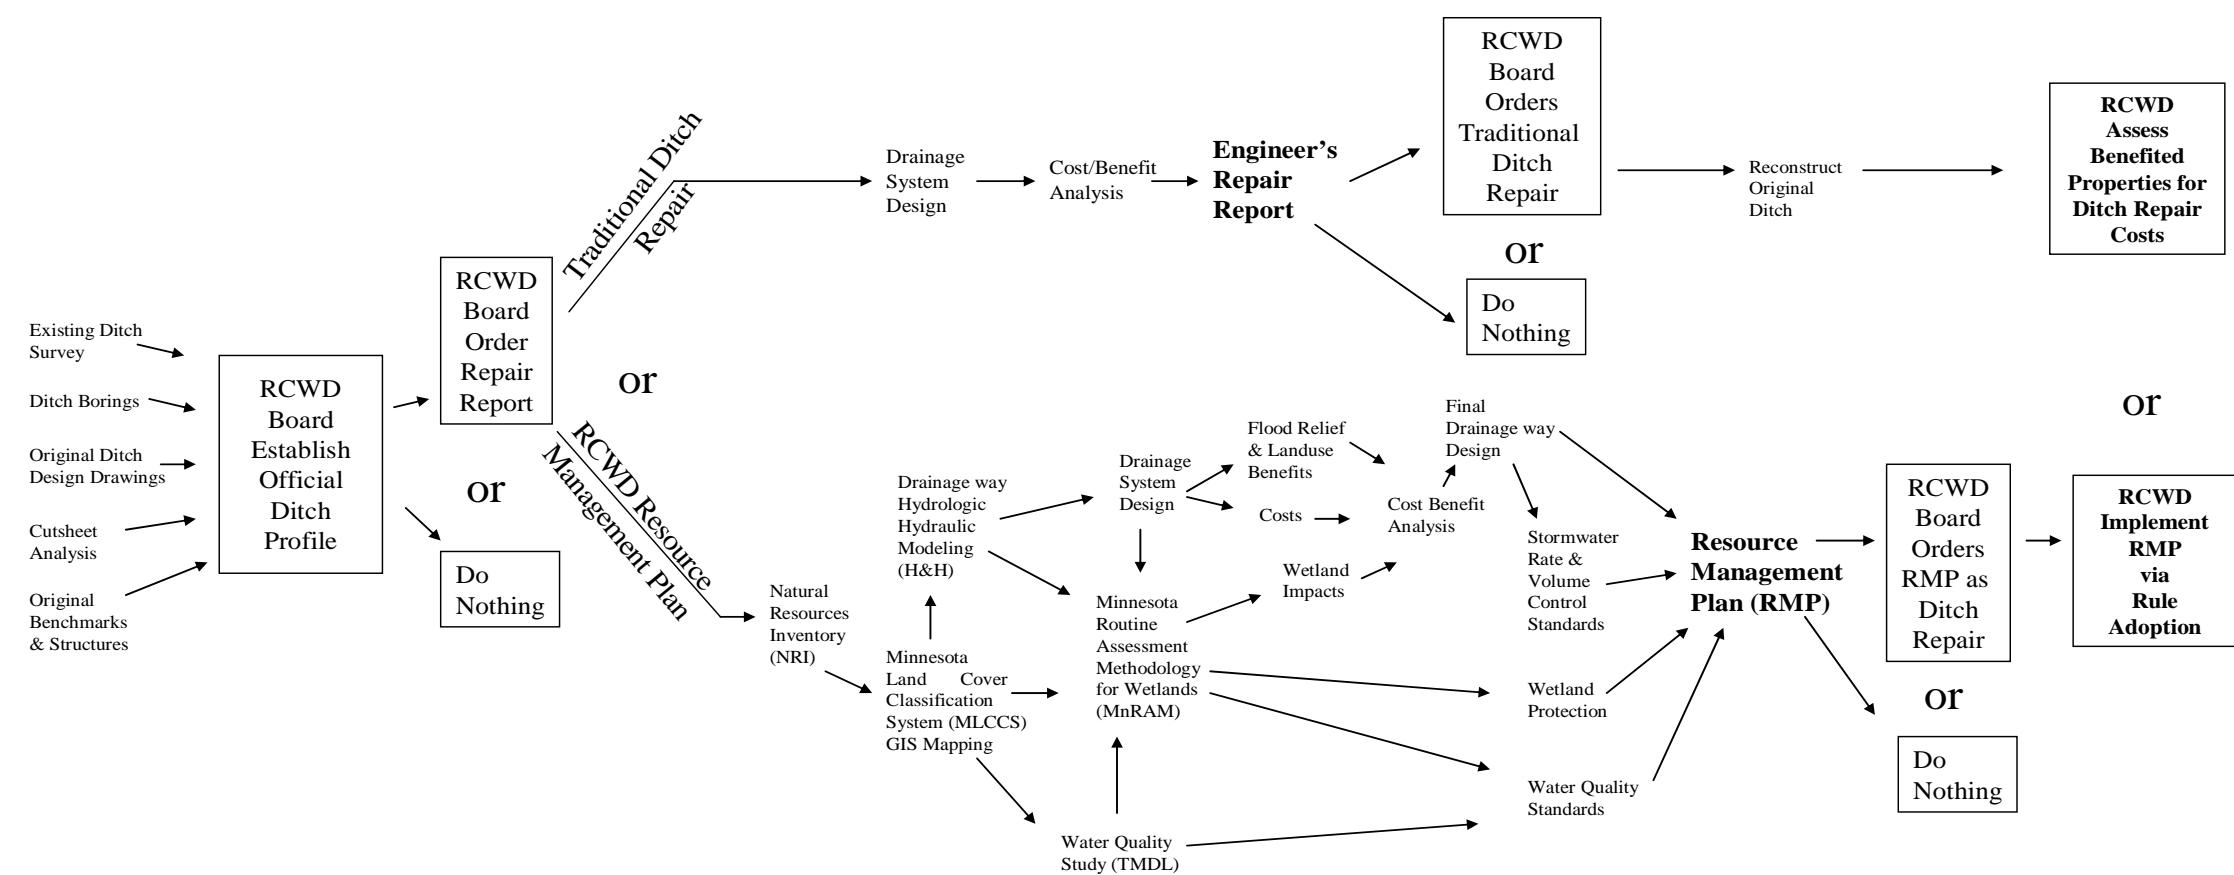 Existing Ditch
Survey
Ditch Borings
Original Ditch
Design Drawings
Cutsheet
Analysis
Original
Benchmarks
& Structures
RCWD
Board
Establish
Official
Ditch
Profile
RCWD
Board
Order
Repair
Report
or
Do
Nothing
Traditional Ditch
Repair
or
RCWD Resource
Management Plan
Drainage
System
Design
Cost/Benefit
Analysis
Engineer’s
Repair
Report
RCWD
Board
Orders
Traditional
Ditch
Repair
or
Do
Nothing
Reconstruct
Original
Ditch
RCWD
Assess
Benefited
Properties for
Ditch Repair
Costs
or
Natural
Resources
Inventory
(NRI)
Drainage way
Hydrologic
Hydraulic
Modeling
(H&H)
Minnesota
Land Cover
Classification
System (MLCCS)
GIS Mapping
Drainage
System
Design
Minnesota
Routine
Assessment
Methodology
for Wetlands
(MnRAM)
Water Quality
Study (TMDL)
Flood Relief
& Landuse
Benefits
Costs
Wetland
Impacts
Cost Benefit
Analysis
Final
Drainage way
Design
Stormwater
Rate &
Volume
Control
Standards
Wetland
Protection
Water Quality
Standards
Resource
Management
Plan (RMP)
RCWD
Board
Orders
RMP as
Ditch
Repair
or
Do
Nothing
RCWD
Implement
RMP
via
Rule
Adoption